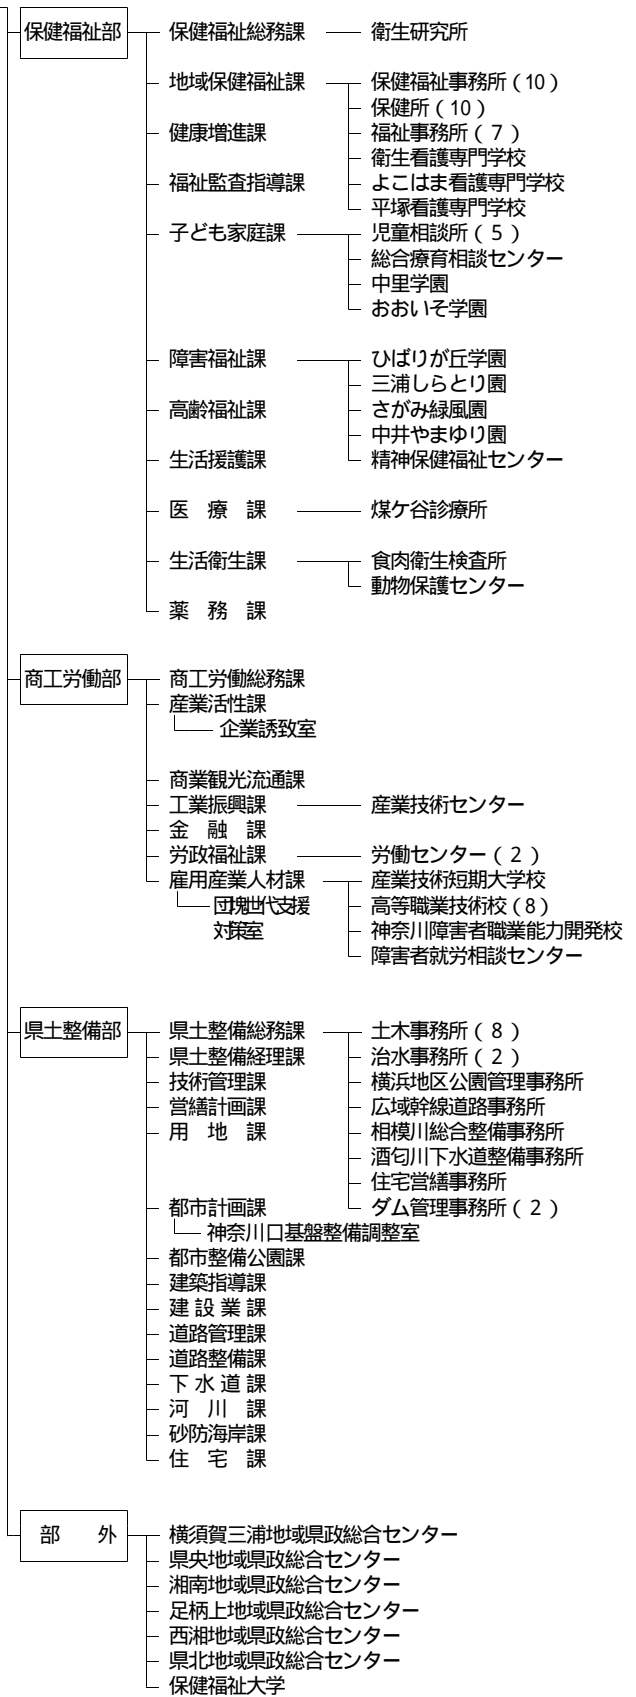 保健福祉部 保健福祉総務課 衛生研究所
地域保健福祉課 保健福祉事務所(10)
保健所(10)
健康増進課 福祉事務所(7)
衛生看護専門学校
福祉監査指導課 よこはま看護専門学校
平塚看護専門学校
子ども家庭課 児童相談所(5)
総合療育相談センター
中里学園
おおいそ学園
障害福祉課 ひばりが丘学園
三浦しらとり園
高齢福祉課 さがみ緑風園
中井やまゆり園
生活援護課 精神保健福祉センター
医療課 煤ケ谷診療所
生活衛生課 食肉衛生検査所
動物保護センター
薬務課
商工労働部 商工労働総務課
産業活性課
企業誘致室
商業観光流通課
工業振興課 産業技術センター
金融課
労政福祉課 労働センター(2)
雇用産業人材課 産業技術短期大学校
団塊世代支援 高等職業技術校(8)
対策室 神奈川障害者職業能力開発校
障害者就労相談センター
県土整備部 県土整備総務課 土木事務所(8)
県土整備経理課 治水事務所(2)
技術管理課 横浜地区公園管理事務所
営繕計画課 広域幹線道路事務所
用地課 相模川総合整備事務所
酒匂川下水道整備事務所
住宅営繕事務所
都市計画課 ダム管理事務所(2)
神奈川口基盤整備調整室
都市整備公園課
建築指導課
建設業課
道路管理課
道路整備課
下水道課
河川課
砂防海岸課
住宅課
部外 横須賀三浦地域県政総合センター
県央地域県政総合センター
湘南地域県政総合センター
足柄上地域県政総合センター
西湘地域県政総合センター
県北地域県政総合センター
保健福祉大学